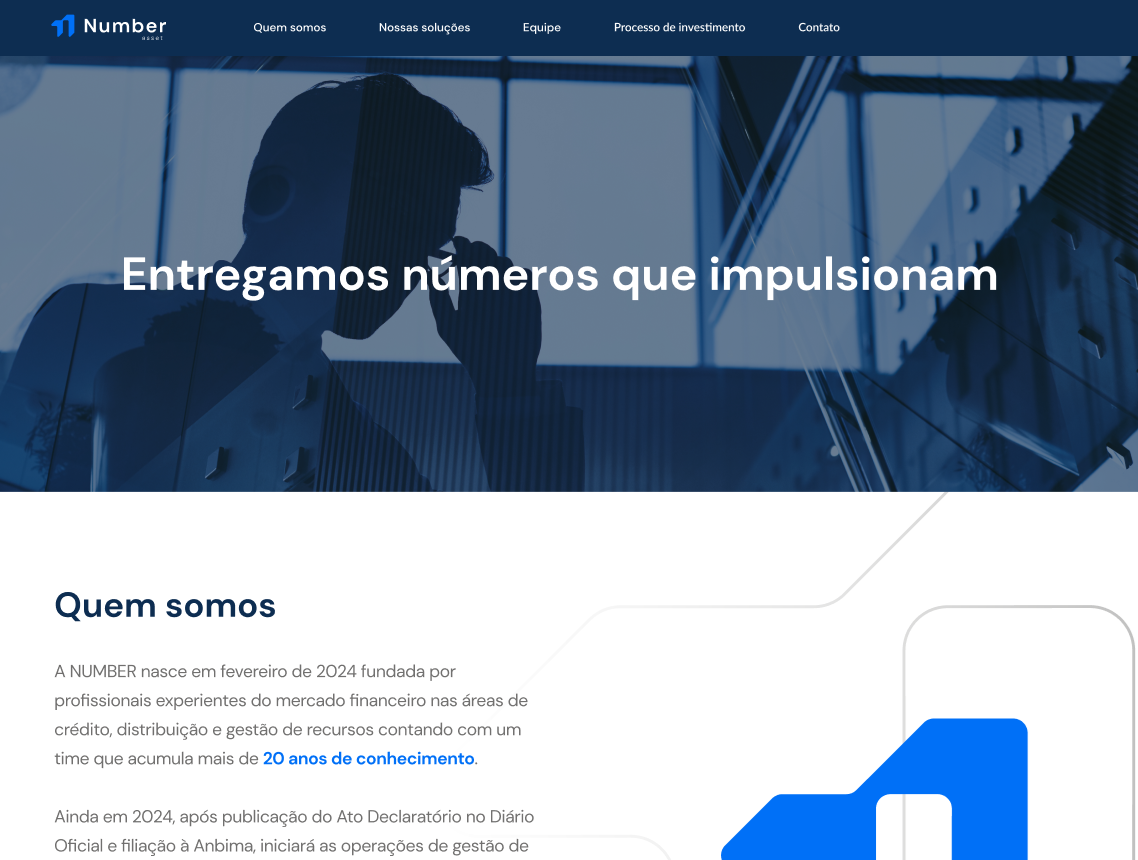 Number
asset
Quem somos
Nossas soluções
Equipe
Processo de investimento
Contato
Entregamos números que impulsionam
Quem somos
A NUMBER nasce em fevereiro de 2024 fundada por
profissionais experientes do mercado financeiro nas áreas de
crédito, distribuição e gestão de recursos contando com um
time que acumula mais de 20 anos de conhecimento.
Ainda em 2024, após publicação do Ato Declaratório no Diário
Oficial e filiação à Anbima, iniciará as operações de gestão de